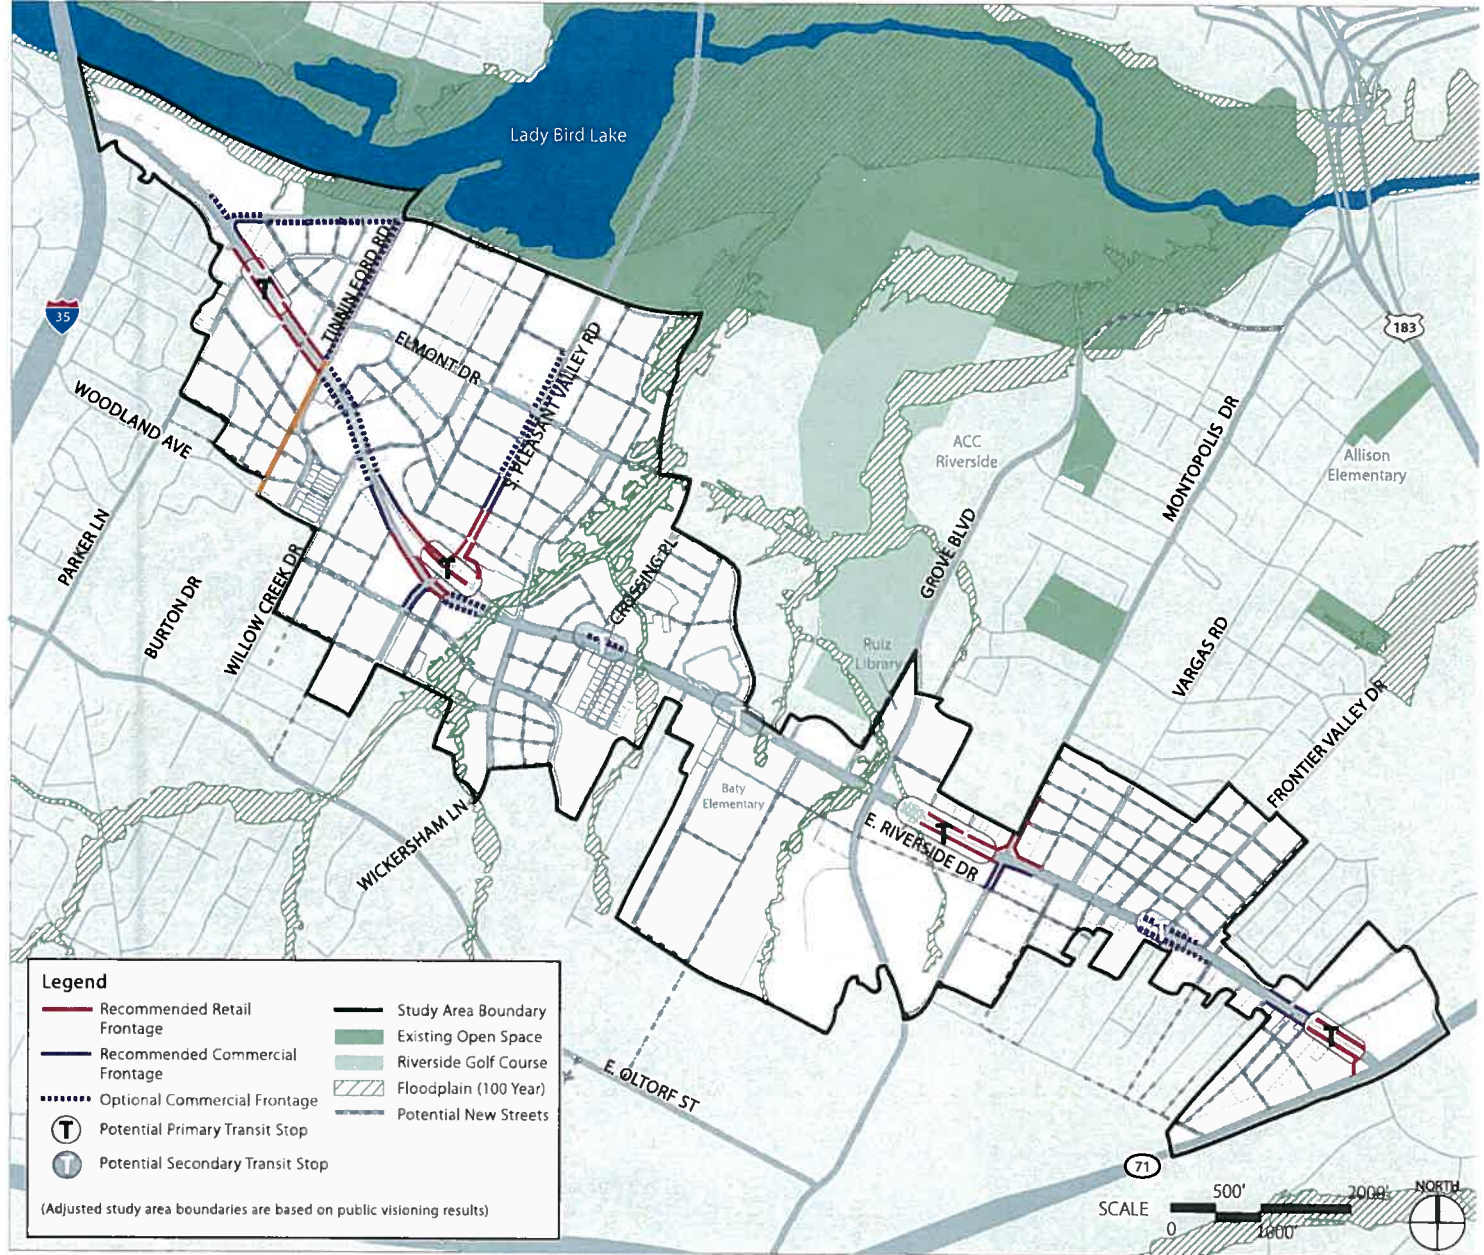 Lady Bird Lake
35
183
TINNIN FORD RD
ELMONT DR
S. PLEASANT VALLEY RD
WOODLAND AVE
ACC
Riverside
MONTOPOLIS DR
Allison
Elementary
PARKER LN
BURTON DR
WILLOW CREEK DR
CROSSING PL
GROVE BLVD
Ruiz
Library
VARGAS RD
FRONTIER VALLEY DR
Baty
Elementary
WICKERSHAM LN
E. RIVERSIDE DR
T
T
T
T
T
T
T
E. OLTORF ST
71
Legend
Recommended Retail
Frontage
Recommended Commercial
Frontage
Optional Commercial Frontage
T
Potential Primary Transit Stop
T
Potential Secondary Transit Stop
Study Area Boundary
Existing Open Space
Riverside Golf Course
Floodplain (100 Year)
Potential New Streets
(Adjusted study area boundaries are based on public visioning results)
SCALE
500'
2000'
0
1000'
NORTH